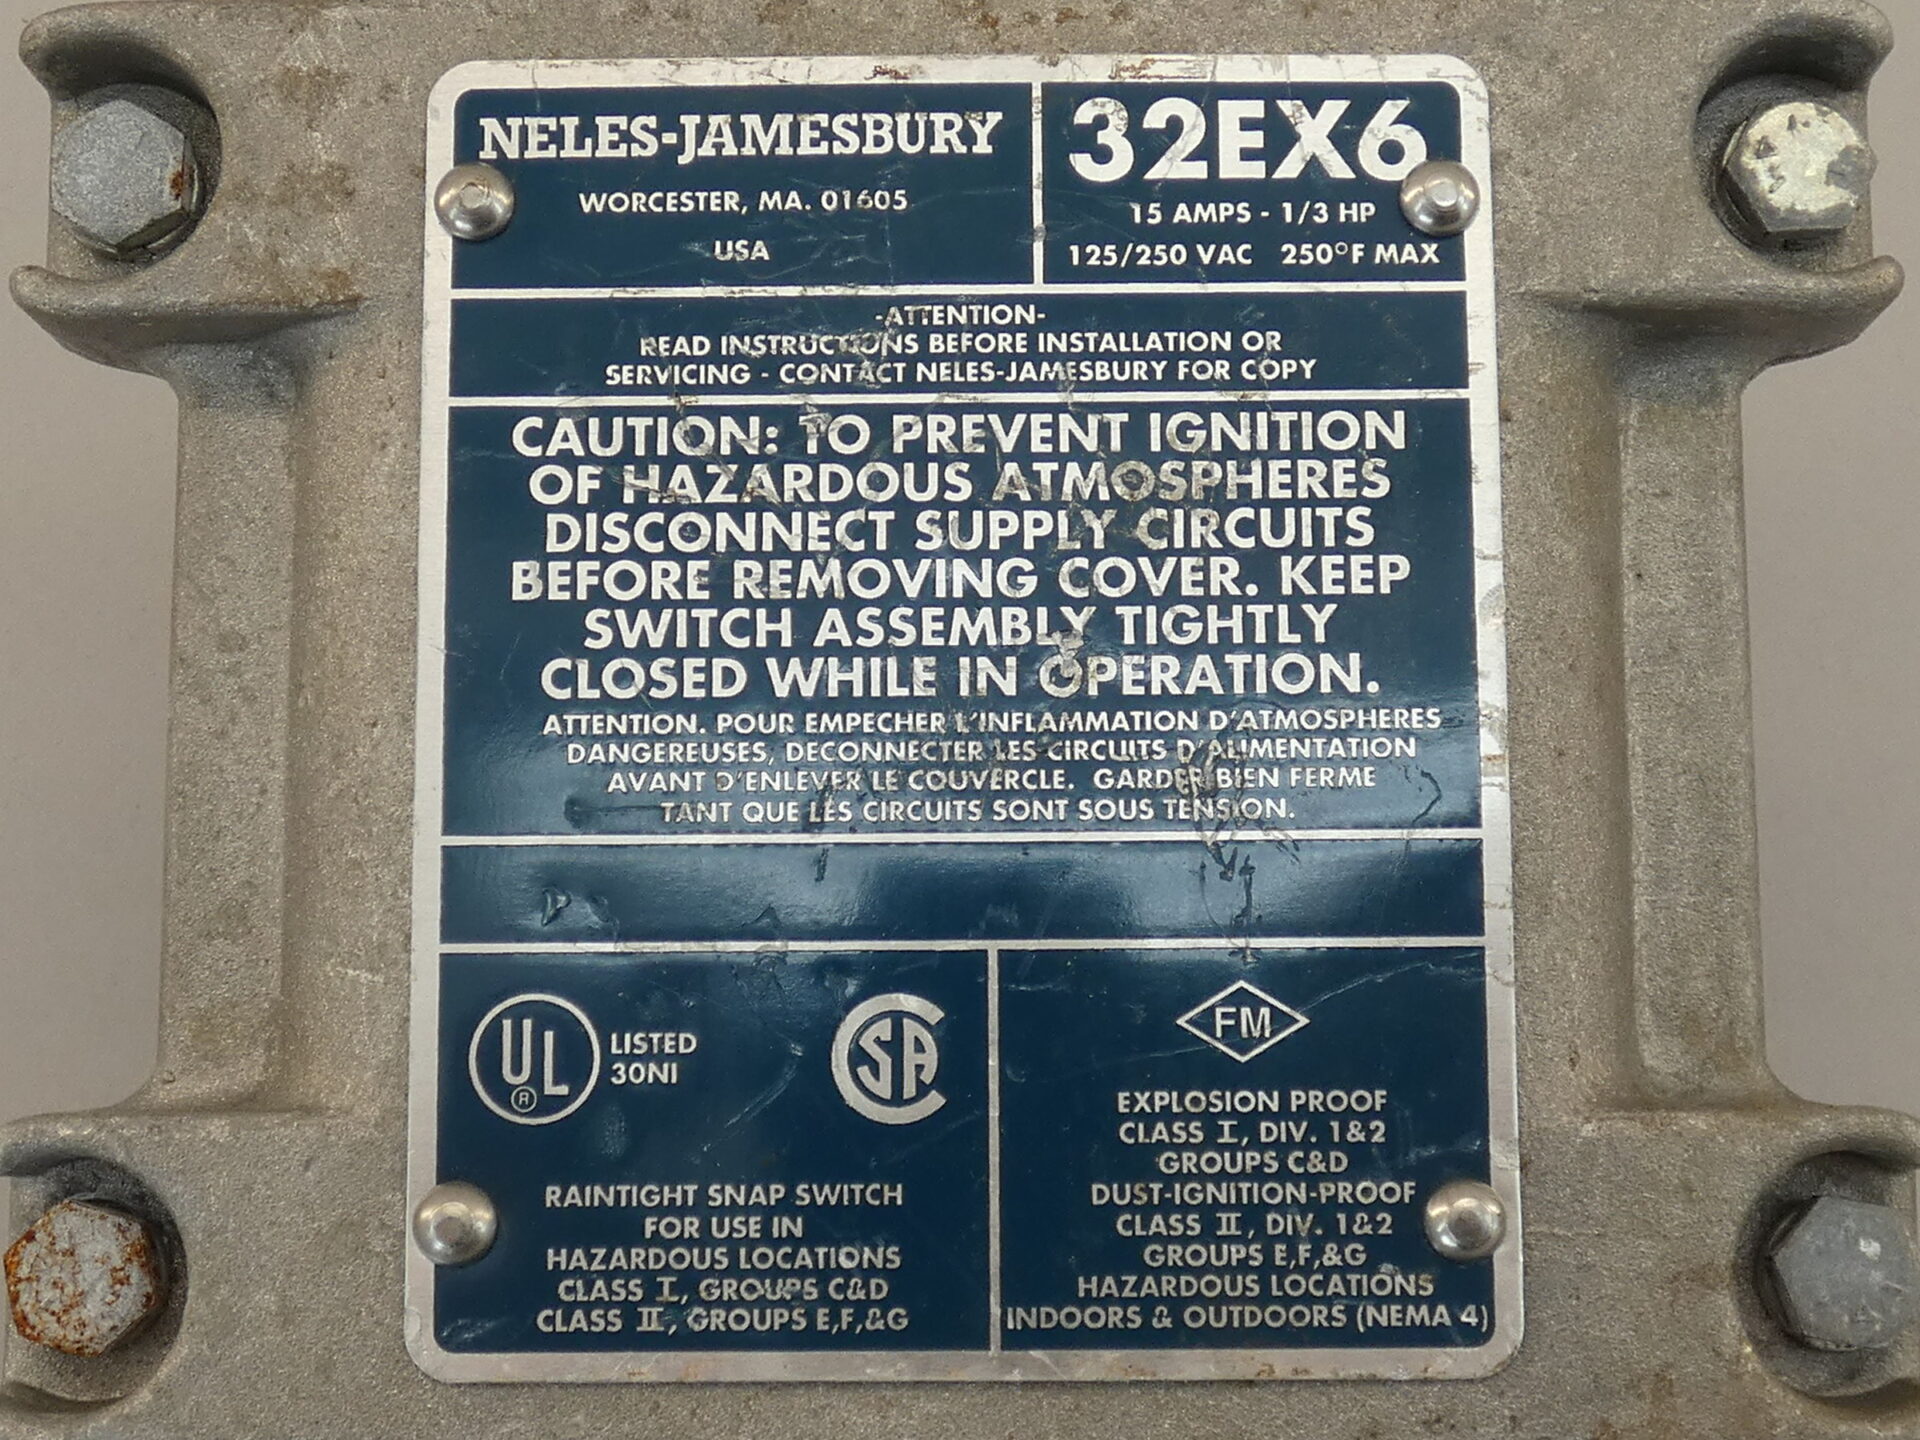 NELES-JAMESBURY
WORCESTER, MA. 01605
USA
32EX6
15 AMPS - 1/3 HP
125/250 VAC 250°F MAX
-ATTENTION-
READ INSTRUCTIONS BEFORE INSTALLATION OR
SERVICING - CONTACT NELES-JAMESBURY FOR COPY
CAUTION: TO PREVENT IGNITION
OF HAZARDOUS ATMOSPHERES
DISCONNECT SUPPLY CIRCUITS
BEFORE REMOVING COVER. KEEP
SWITCH ASSEMBLY TIGHTLY
CLOSED WHILE IN OPERATION.
ATTENTION. POUR EMPECHER L'INFLAMMATION D'ATMOSPHERES
DANGEREUSES, DECONNECTER LES CIRCUITS D'ALIMENTATION
AVANT D'ENLEVER LE COUVERCLE. GARDER BIEN FERME
TANT QUE LES CIRCUITS SONT SOUS TENSION.
UL ®
LISTED
30NI
CSA
RAINTIGHT SNAP SWITCH
FOR USE IN
HAZARDOUS LOCATIONS
CLASS I, GROUPS C&D
CLASS II, GROUPS E,F,&G
FM
EXPLOSION PROOF
CLASS I, DIV. 1&2
GROUPS C&D
DUST-IGNITION-PROOF
CLASS II, DIV. 1&2
GROUPS E,F,&G
HAZARDOUS LOCATIONS
INDOORS & OUTDOORS (NEMA 4)